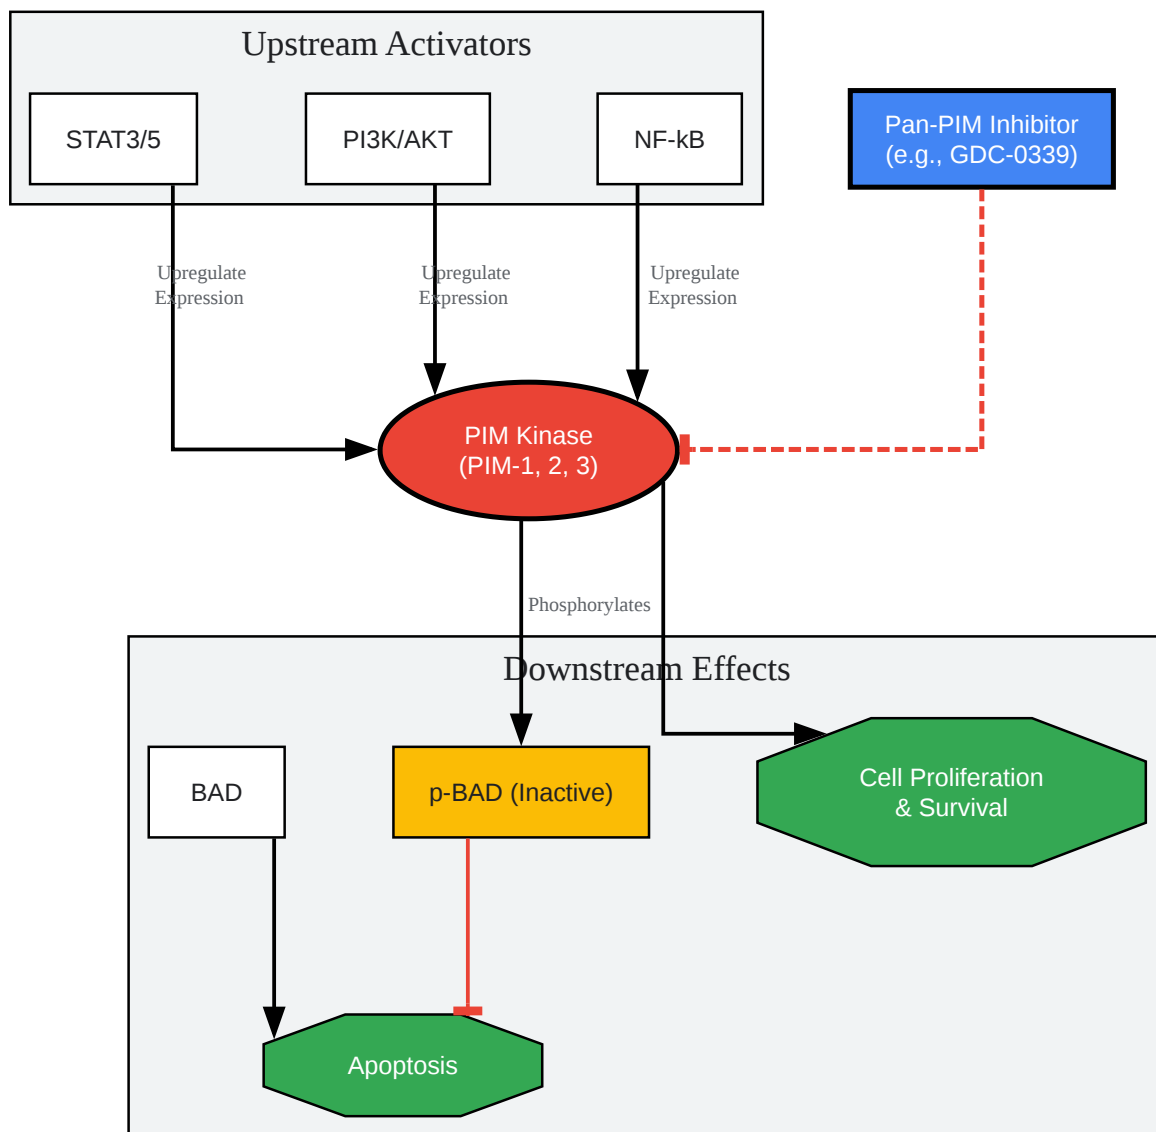 Upstream Activators
STAT3/5
PI3K/AKT
NF-kB
Pan-PIM Inhibitor
(e.g., GDC-0339)
Upregulate
Expression
Upregulate
Expression
Upregulate
Expression
PIM Kinase
(PIM-1, 2, 3)
Phosphorylates
Downstream Effects
BAD
p-BAD (Inactive)
Cell Proliferation
& Survival
Apoptosis